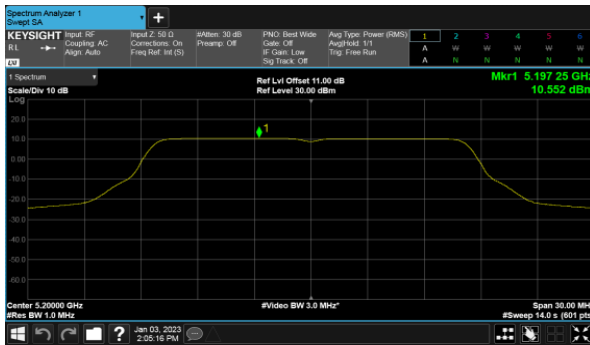 Spectrum Analyzer 1
Swept SA
+
KEYSIGHT Input: RF Input Z: 50 Ω #Atten: 30 dB PNO: Best Wide Avg Type: Power (RMS) 1 2 3 4 5 6
RL Coupling: AC Corrections: On Preamp: Off Gate: Off Avg|Hold: 1/1 A W W W W W
Align: Auto Freq Ref: Int (S) IF Gain: Low Trig: Free Run
LXI Sig Track: Off A N N N N N
1 Spectrum Ref Lvl Offset 11.00 dB Mkr1 5.197 25 GHz
Scale/Div 10 dB Ref Level 30.00 dBm 10.552 dBm
Log
20.0
10.0 1
0.00
-10.0
-20.0
-30.0
-40.0
-50.0
-60.0
Center 5.20000 GHz #Video BW 3.0 MHz* Span 30.00 MHz
#Res BW 1.0 MHz #Sweep 14.0 s (601 pts)
? Jan 03, 2023
2:05:16 PM